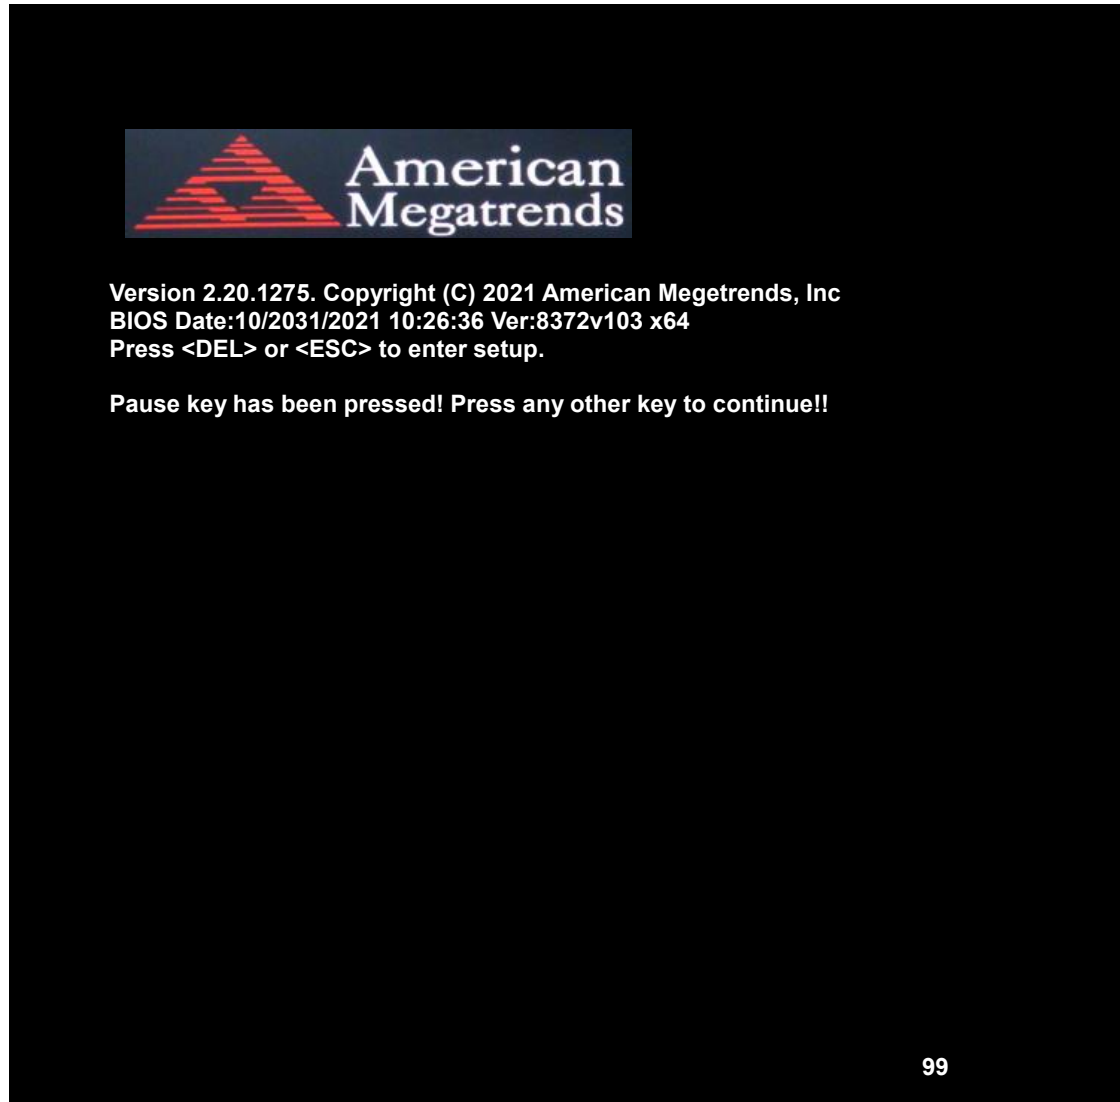 American
Megatrends
Version 2.20.1275. Copyright (C) 2021 American Megetrends, Inc
BIOS Date:10/2031/2021 10:26:36 Ver:8372v103 x64
Press <DEL> or <ESC> to enter setup.
Pause key has been pressed! Press any other key to continue!!
99